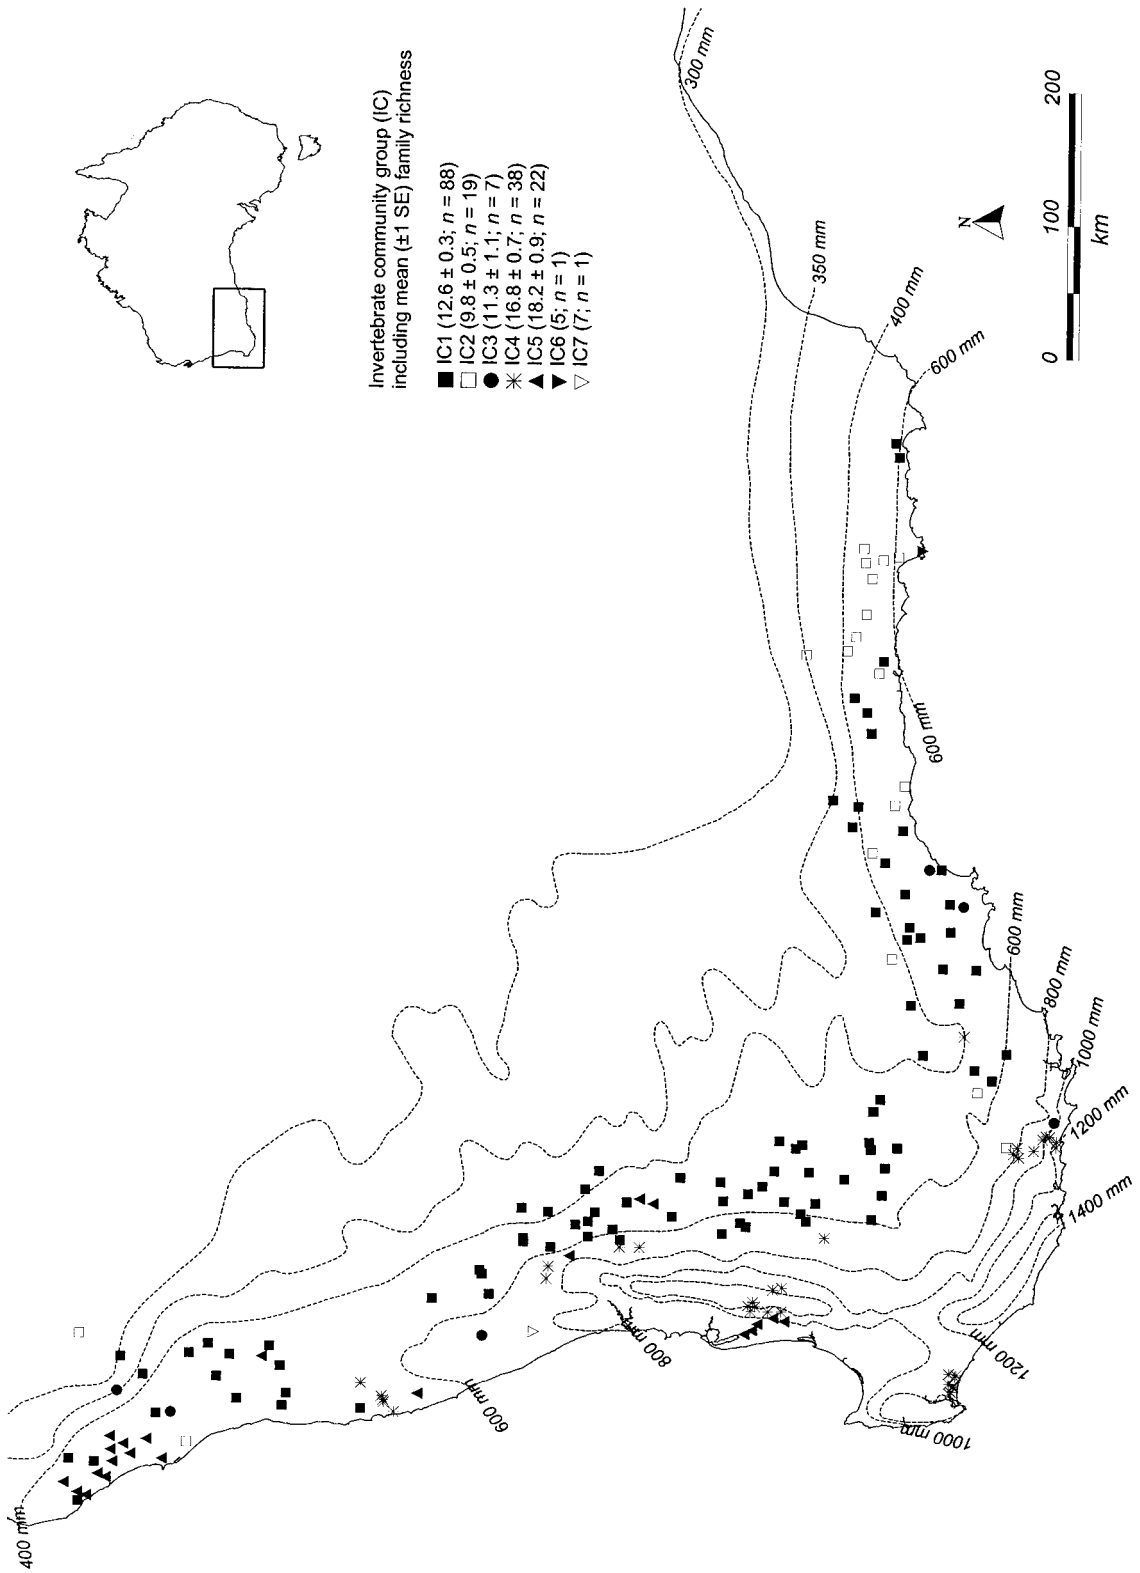 Invertebrate community group (IC)
including mean (±1 SE) family richness
■ IC1 (12.6 ± 0.3; n = 88)
□ IC2 (9.8 ± 0.5; n = 19)
● IC3 (11.3 ± 1.1; n = 7)
✳ IC4 (16.8 ± 0.7; n = 38)
▲ IC5 (18.2 ± 0.9; n = 22)
▼ IC6 (5; n = 1)
▽ IC7 (7; n = 1)
300 mm
350 mm
400 mm
600 mm
N
0 100 200
km
600 mm
600 mm
800 mm
1000 mm
1200 mm
1400 mm
1200 mm
1000 mm
800 mm
600 mm
400 mm